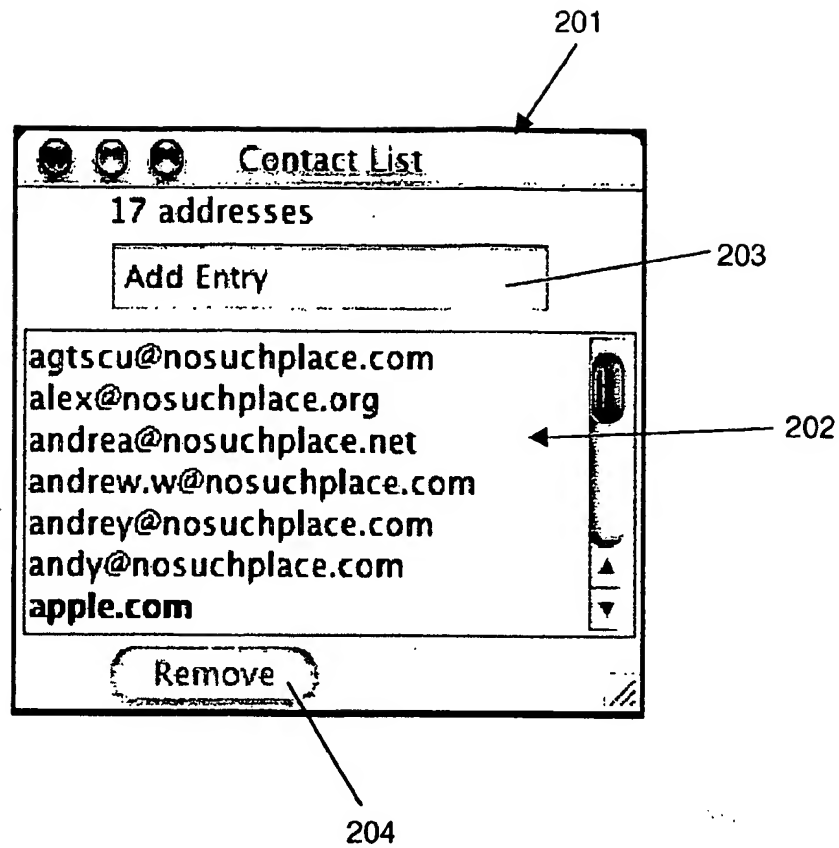 201
Contact List
17 addresses
Add Entry
203
agtscu@nosuchplace.com
alex@nosuchplace.org
andrea@nosuchplace.net
202
andrew.w@nosuchplace.com
andrey@nosuchplace.com
andy@nosuchplace.com
apple.com
Remove
204